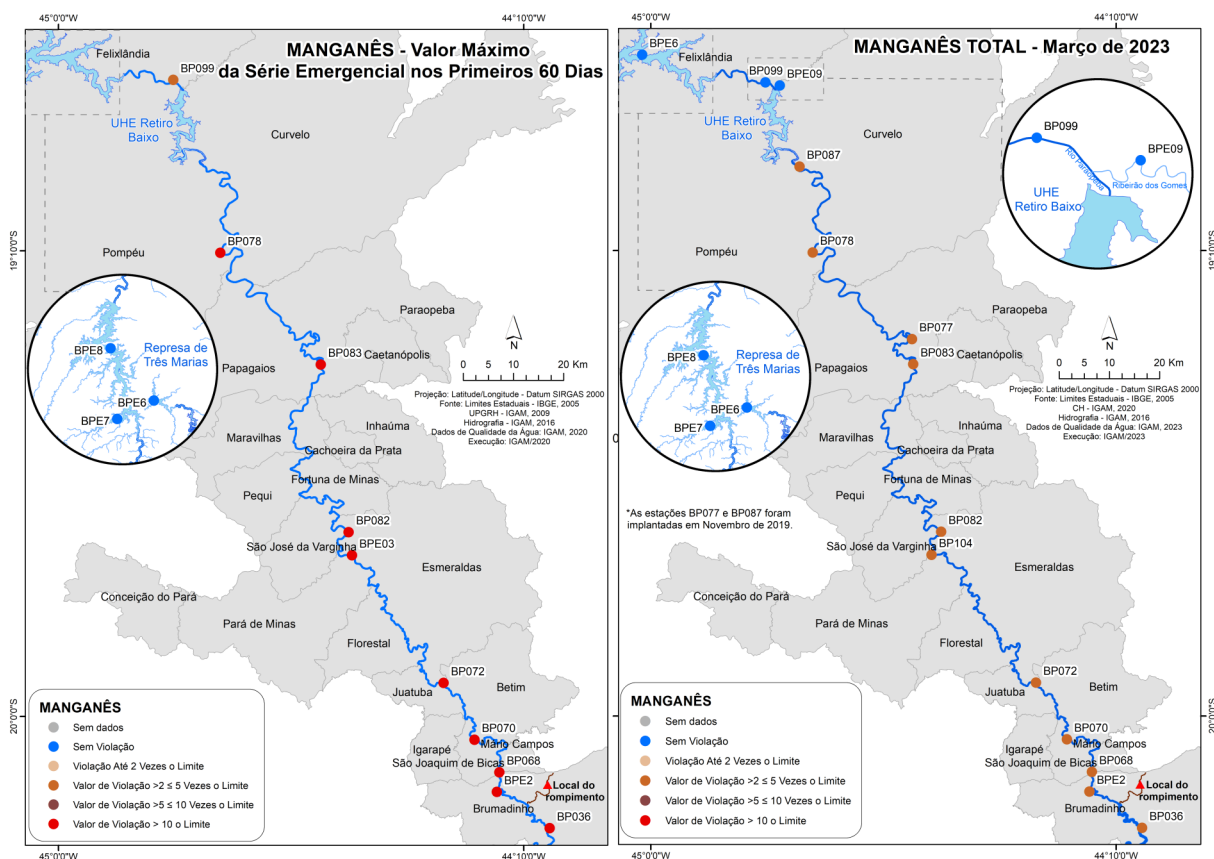 45°0'0"W
44°10'0"W
MANGANÊS - Valor Máximo
da Série Emergencial nos Primeiros 60 Dias
Felixlândia
BP099
UHE Retiro
Baixo
Curvelo
BP078
Pompéu
Paraopeba
BP083
Caetanópolis
Papagaios
N
0 5 10 20 Km
Projeção: Latitude/Longitude - Datum SIRGAS 2000
Fonte: Limites Estaduais - IBGE, 2005
UPGRH - IGAM, 2009
Hidrografia - IGAM, 2016
Dados de Qualidade da Água: IGAM, 2020
Execução: IGAM/2020
BPE8
Represa de
Três Marias
BPE6
BPE7
Inhaúma
Maravilhas
Cachoeira da Prata
Fortuna de Minas
Pequi
BP082
São José da Varginha
BPE03
Esmeraldas
Conceição do Pará
Pará de Minas
Florestal
BP072
Juatuba
Betim
BP070
Igarapé
Mário Campos
São Joaquim de Bicas
BP068
BPE2
Local do
rompimento
Brumadinho
BP036
MANGANÊS
Sem dados
Sem Violação
Violação Até 2 Vezes o Limite
Valor de Violação >2 ≤ 5 Vezes o Limite
Valor de Violação >5 ≤ 10 Vezes o Limite
Valor de Violação > 10 o Limite
19°10'0"S
20°0'0"S
45°0'0"W
44°10'0"W
45°0'0"W
44°10'0"W
MANGANÊS TOTAL - Março de 2023
BPE6
Felixlândia
BP099
BPE09
UHE Retiro
Baixo
Curvelo
BP087
BP099
BPE09
Rio Paraopeba
Ribeirão dos Gomes
UHE
Retiro Baixo
BP078
Pompéu
Paraopeba
BP077
BP083
Caetanópolis
Papagaios
N
0 5 10 20 Km
Projeção: Latitude/Longitude - Datum SIRGAS 2000
Fonte: Limites Estaduais - IBGE, 2005
CH - IGAM, 2020
Hidrografia - IGAM, 2016
Dados de Qualidade da Água: IGAM, 2023
Execução: IGAM/2023
BPE8
Represa de
Três Marias
BPE6
BPE7
Inhaúma
Maravilhas
Cachoeira da Prata
Fortuna de Minas
Pequi
*As estações BP077 e BP087 foram
implantadas em Novembro de 2019.
BP082
São José da Varginha
BP104
Esmeraldas
Conceição do Pará
Pará de Minas
Florestal
BP072
Juatuba
Betim
BP070
Igarapé
Mário Campos
São Joaquim de Bicas
BP068
BPE2
Local do
rompimento
Brumadinho
BP036
MANGANÊS
Sem dados
Sem Violação
Violação Até 2 Vezes o Limite
Valor de Violação >2 ≤ 5 Vezes o Limite
Valor de Violação >5 ≤ 10 Vezes o Limite
Valor de Violação > 10 o Limite
19°10'0"S
20°0'0"S
45°0'0"W
44°10'0"W